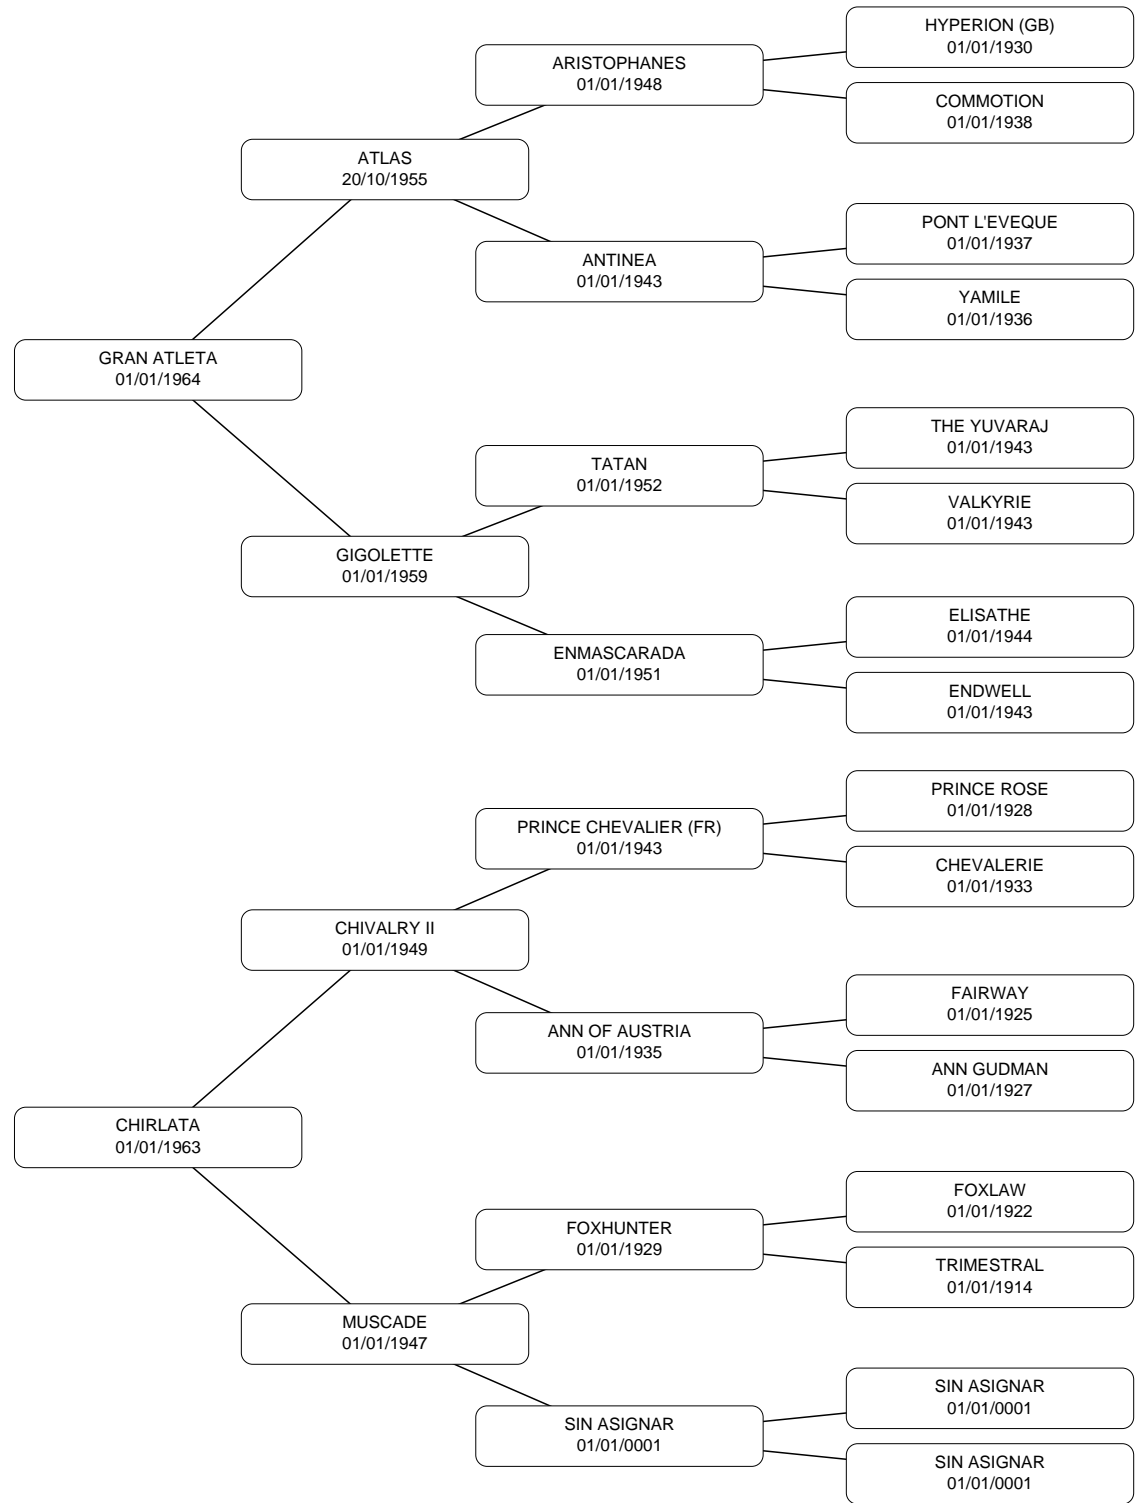 HYPERION (GB)
01/01/1930
ARISTOPHANES
01/01/1948
COMMOTION
01/01/1938
ATLAS
20/10/1955
PONT L'EVEQUE
01/01/1937
ANTINEA
01/01/1943
YAMILE
01/01/1936
GRAN ATLETA
01/01/1964
THE YUVARAJ
01/01/1943
TATAN
01/01/1952
VALKYRIE
01/01/1943
GIGOLETTE
01/01/1959
ELISATHE
01/01/1944
ENMASCARADA
01/01/1951
ENDWELL
01/01/1943
PRINCE ROSE
01/01/1928
PRINCE CHEVALIER (FR)
01/01/1943
CHEVALERIE
01/01/1933
CHIVALRY II
01/01/1949
FAIRWAY
01/01/1925
ANN OF AUSTRIA
01/01/1935
ANN GUDMAN
01/01/1927
CHIRLATA
01/01/1963
FOXLAW
01/01/1922
FOXHUNTER
01/01/1929
TRIMESTRAL
01/01/1914
MUSCADE
01/01/1947
SIN ASIGNAR
01/01/0001
SIN ASIGNAR
01/01/0001
SIN ASIGNAR
01/01/0001